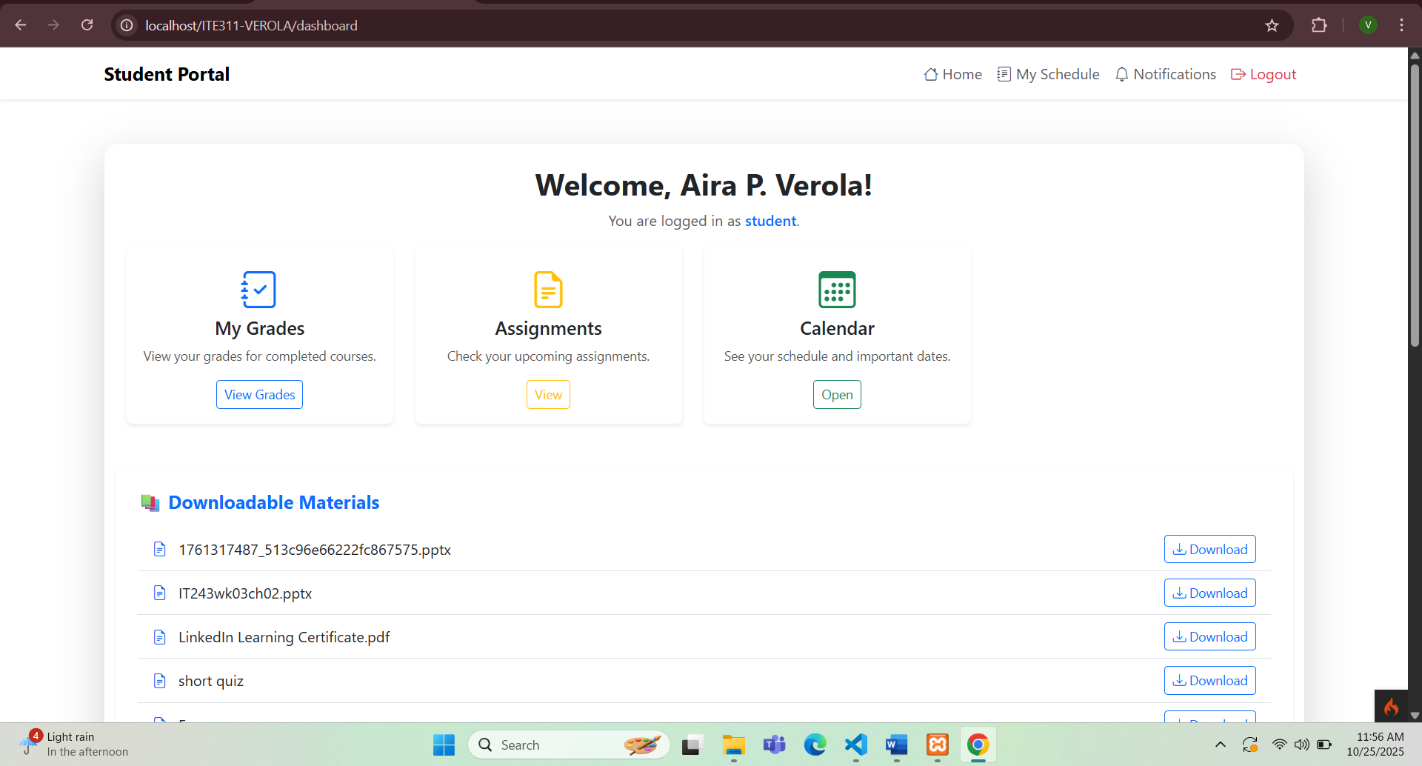 localhost/ITE311-VEROLA/dashboard
V
Student Portal
Home My Schedule Notifications Logout
Welcome, Aira P. Verola!
You are logged in as student.
My Grades
View your grades for completed courses.
View Grades
Assignments
Check your upcoming assignments.
View
Calendar
See your schedule and important dates.
Open
Downloadable Materials
1761317487_513c96e66222fc867575.pptx Download
IT243wk03ch02.pptx Download
LinkedIn Learning Certificate.pdf Download
short quiz Download
4
Light rain
In the afternoon
Search
11:56 AM
10/25/2025